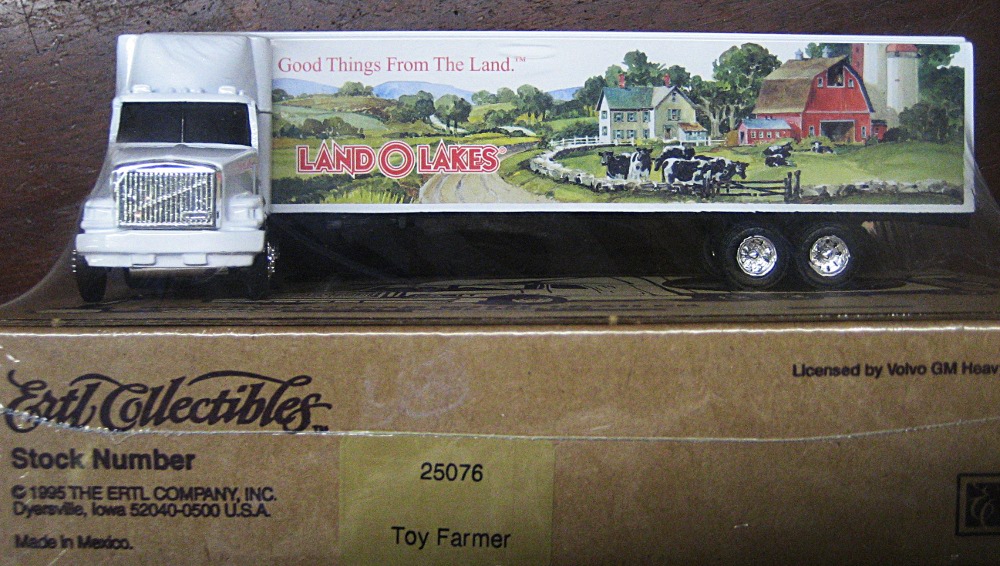 Good Things From The Land.™
LAND O LAKES®
Licensed by Volvo GM Heav
Ertl Collectibles™
Stock Number
25076
© 1995 THE ERTL COMPANY, INC.
Dyersville, Iowa 52040-0500 U.S.A.
Toy Farmer
Made in Mexico.